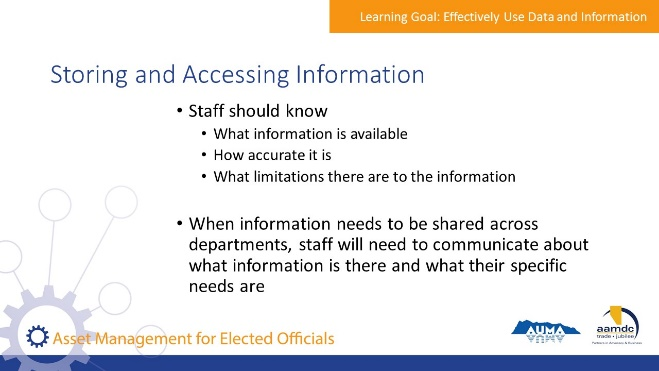 Learning Goal: Effectively Use Data and Information
Storing and Accessing Information
• Staff should know
• What information is available
• How accurate it is
• What limitations there are to the information
• When information needs to be shared across
departments, staff will need to communicate about
what information is there and what their specific
needs are
Asset Management for Elected Officials
AUMA
aamdc
trade • jubilee